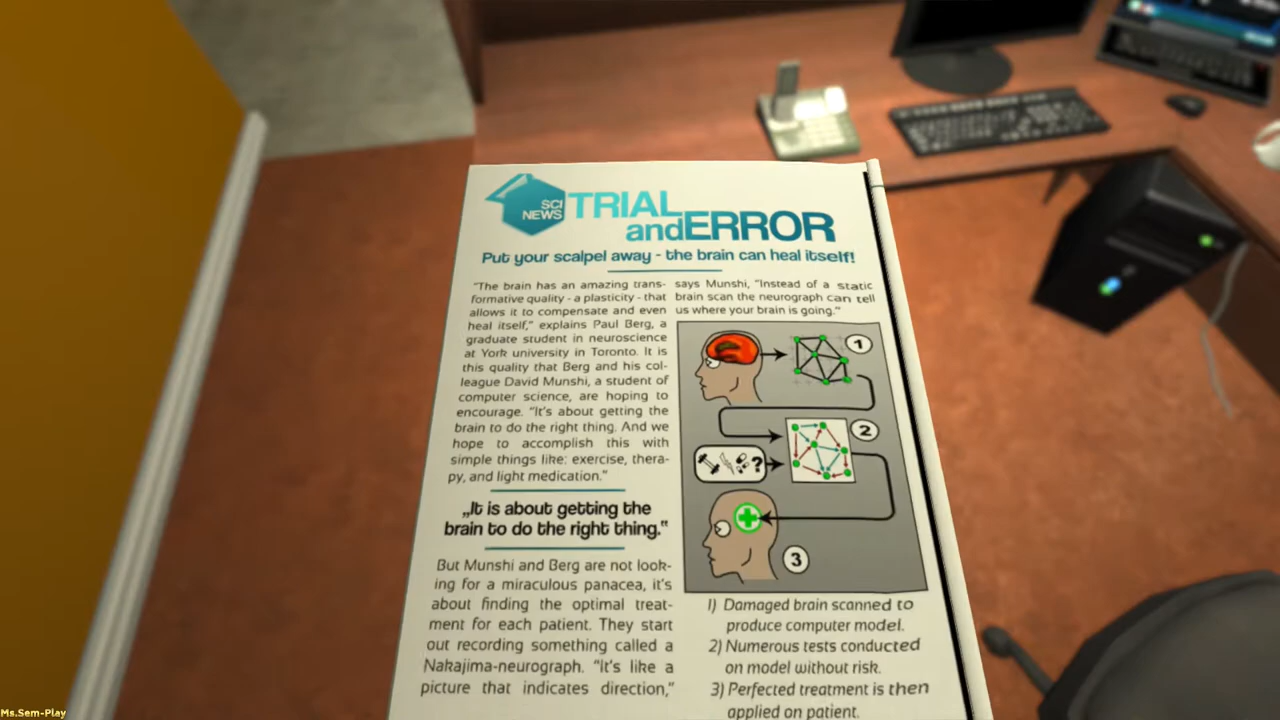 SCI
NEWS
TRIAL
andERROR
Put your scalpel away - the brain can heal itself!
"The brain has an amazing trans-
formative quality - a plasticity - that
allows it to compensate and even
heal itself," explains Paul Berg, a
graduate student in neuroscience
at York university in Toronto. It is
this quality that Berg and his col-
league David Munshi, a student of
computer science, are hoping to
encourage. "It's about getting the
brain to do the right thing. And we
hope to accomplish this with
simple things like: exercise, thera-
py, and light medication."
„It is about getting the
brain to do the right thing."
But Munshi and Berg are not look-
ing for a miraculous panacea, it's
about finding the optimal treat-
ment for each patient. They start
out recording something called a
Nakajima-neurograph. "It's like a
picture that indicates direction,"
says Munshi, "Instead of a static
brain scan the neurograph can tell
us where your brain is going."
1
2
?
3
1) Damaged brain scanned to
produce computer model.
2) Numerous tests conducted
on model without risk.
3) Perfected treatment is then
applied on patient.
Ms.Sem-Play